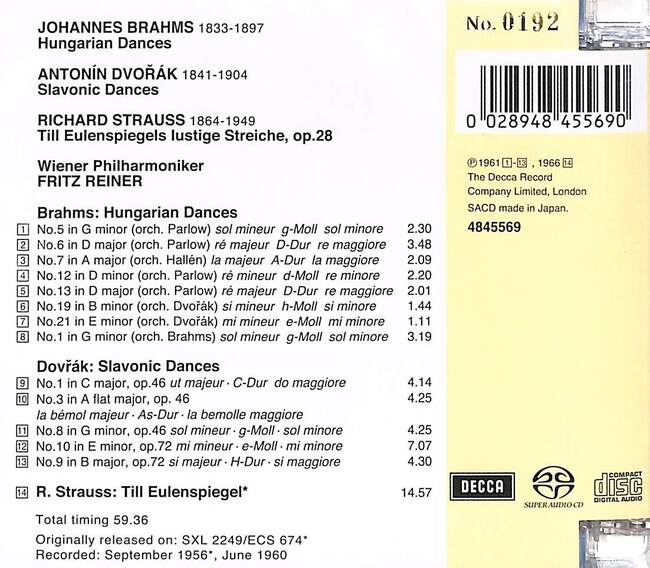 JOHANNES BRAHMS 1833-1897
Hungarian Dances
ANTONÍN DVOŘÁK 1841-1904
Slavonic Dances
RICHARD STRAUSS 1864-1949
Till Eulenspiegels lustige Streiche, op.28
Wiener Philharmoniker
FRITZ REINER
Brahms: Hungarian Dances
1 No.5 in G minor (orch. Parlow) sol mineur g-Moll sol minore 2.30
2 No.6 in D major (orch. Parlow) ré majeur D-Dur re maggiore 3.48
3 No.7 in A major (orch. Hallén) la majeur A-Dur la maggiore 2.09
4 No.12 in D minor (orch. Parlow) ré mineur d-Moll re minore 2.20
5 No.13 in D major (orch. Parlow) ré majeur D-Dur re maggiore 2.01
6 No.19 in B minor (orch. Dvořák) si mineur h-Moll si minore 1.44
7 No.21 in E minor (orch. Dvořák) mi mineur e-Moll mi minore 1.11
8 No.1 in G minor (orch. Brahms) sol mineur g-Moll sol minore 3.19
Dovřák: Slavonic Dances
9 No.1 in C major, op.46 ut majeur · C-Dur do maggiore 4.14
10 No.3 in A flat major, op. 46 4.25
la bémol majeur · As-Dur · la bemolle maggiore
11 No.8 in G minor, op.46 sol mineur · g-Moll · sol minore 4.25
12 No.10 in E minor, op.72 mi mineur · e-Moll · mi minore 7.07
13 No.9 in B major, op.72 si majeur · H-Dur · si maggiore 4.30
14 R. Strauss: Till Eulenspiegel* 14.57
Total timing 59.36
Originally released on: SXL 2249/ECS 674*
Recorded: September 1956*, June 1960
No. 0192
0 028948 455690
℗1961 1-13 , 1966 14
The Decca Record
Company Limited, London
SACD made in Japan.
4845569
DECCA
SUPER AUDIO CD
COMPACT
disc
DIGITAL AUDIO